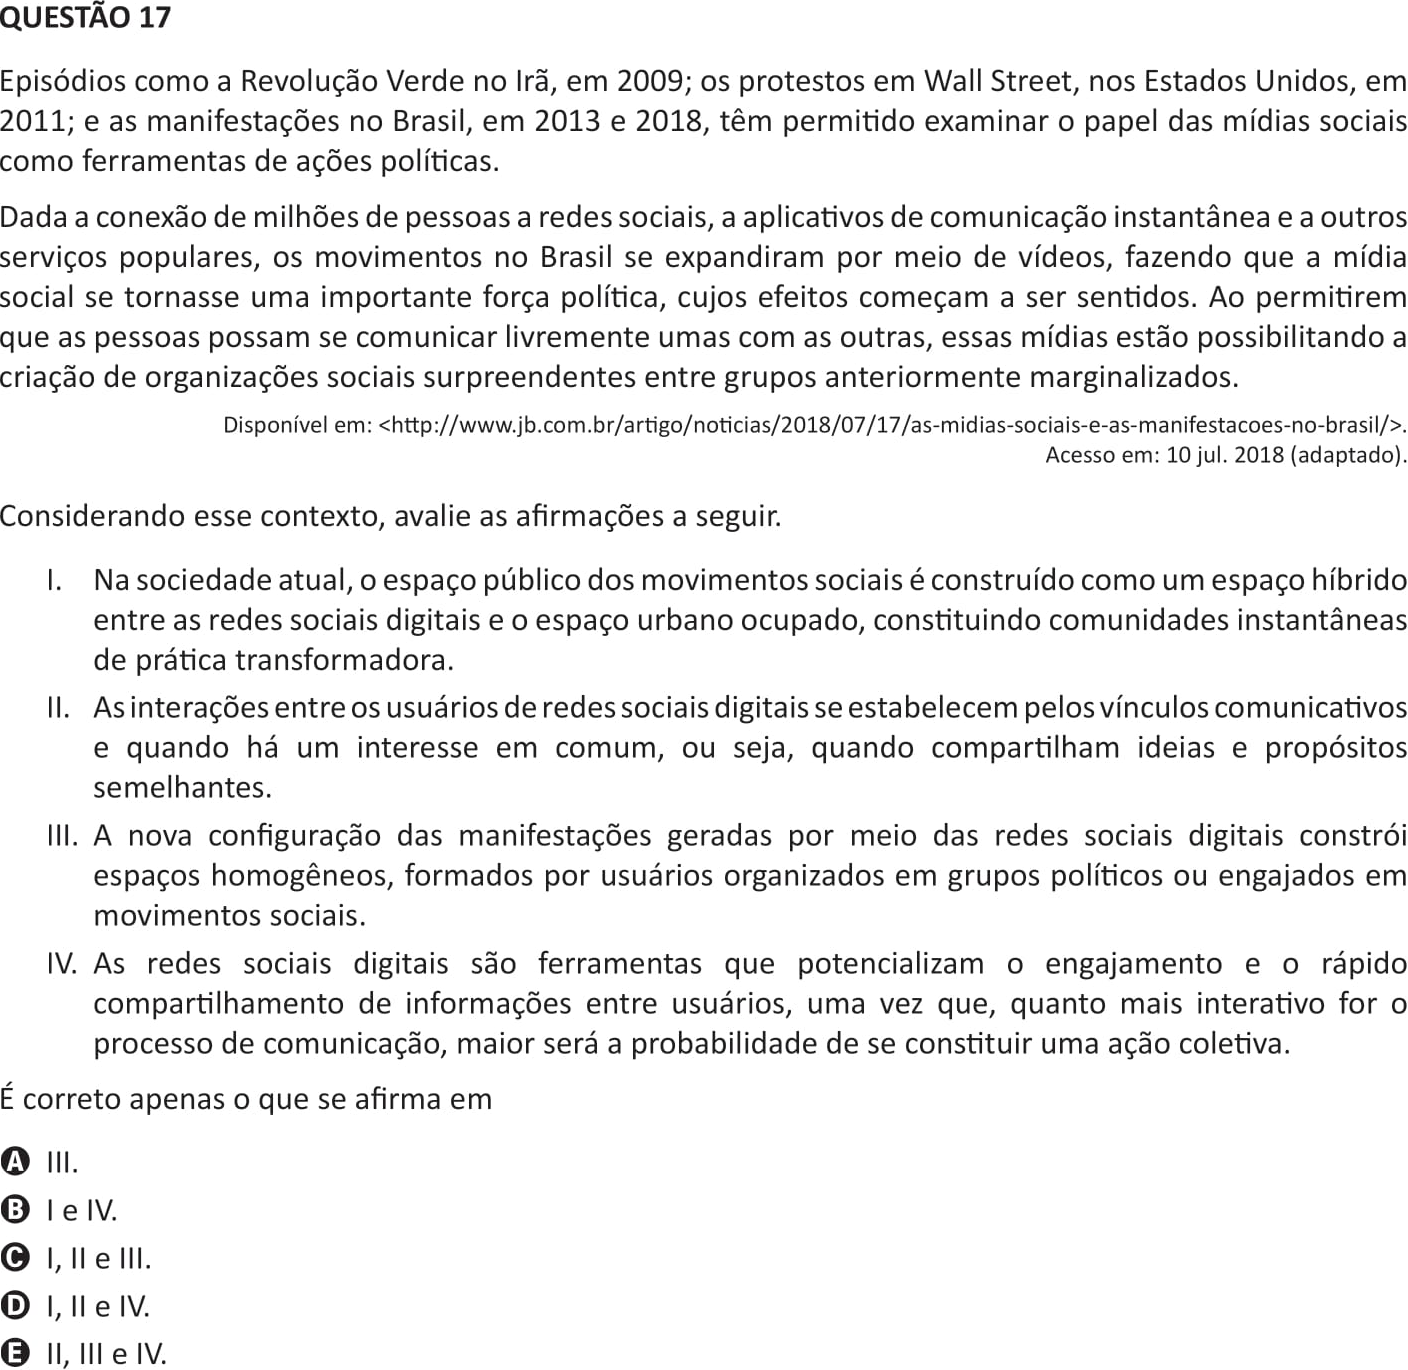 QUESTÃO 17
Episódios como a Revolução Verde no Irã, em 2009; os protestos em Wall Street, nos Estados Unidos, em
2011; e as manifestações no Brasil, em 2013 e 2018, têm permitido examinar o papel das mídias sociais
como ferramentas de ações políticas.
Dada a conexão de milhões de pessoas a redes sociais, a aplicativos de comunicação instantânea e a outros
serviços populares, os movimentos no Brasil se expandiram por meio de vídeos, fazendo que a mídia
social se tornasse uma importante força política, cujos efeitos começam a ser sentidos. Ao permitirem
que as pessoas possam se comunicar livremente umas com as outras, essas mídias estão possibilitando a
criação de organizações sociais surpreendentes entre grupos anteriormente marginalizados.
Disponível em: <http://www.jb.com.br/artigo/noticias/2018/07/17/as-midias-sociais-e-as-manifestacoes-no-brasil/>.
Acesso em: 10 jul. 2018 (adaptado).
Considerando esse contexto, avalie as afirmações a seguir.
I. Na sociedade atual, o espaço público dos movimentos sociais é construído como um espaço híbrido
entre as redes sociais digitais e o espaço urbano ocupado, constituindo comunidades instantâneas
de prática transformadora.
II. As interações entre os usuários de redes sociais digitais se estabelecem pelos vínculos comunicativos
e quando há um interesse em comum, ou seja, quando compartilham ideias e propósitos
semelhantes.
III. A nova configuração das manifestações geradas por meio das redes sociais digitais constrói
espaços homogêneos, formados por usuários organizados em grupos políticos ou engajados em
movimentos sociais.
IV. As redes sociais digitais são ferramentas que potencializam o engajamento e o rápido
compartilhamento de informações entre usuários, uma vez que, quanto mais interativo for o
processo de comunicação, maior será a probabilidade de se constituir uma ação coletiva.
É correto apenas o que se afirma em
A III.
B I e IV.
C I, II e III.
D I, II e IV.
E II, III e IV.